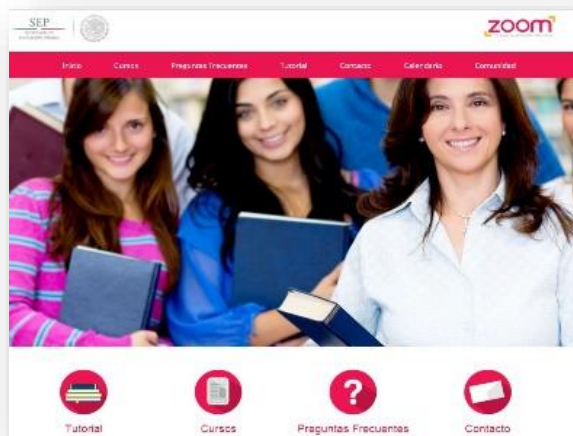 SEP
zoom
Inicio Cursos Preguntas Frecuentes Tutorial Contacto Calendario Comunidad
Tutorial Cursos Preguntas Frecuentes Contacto